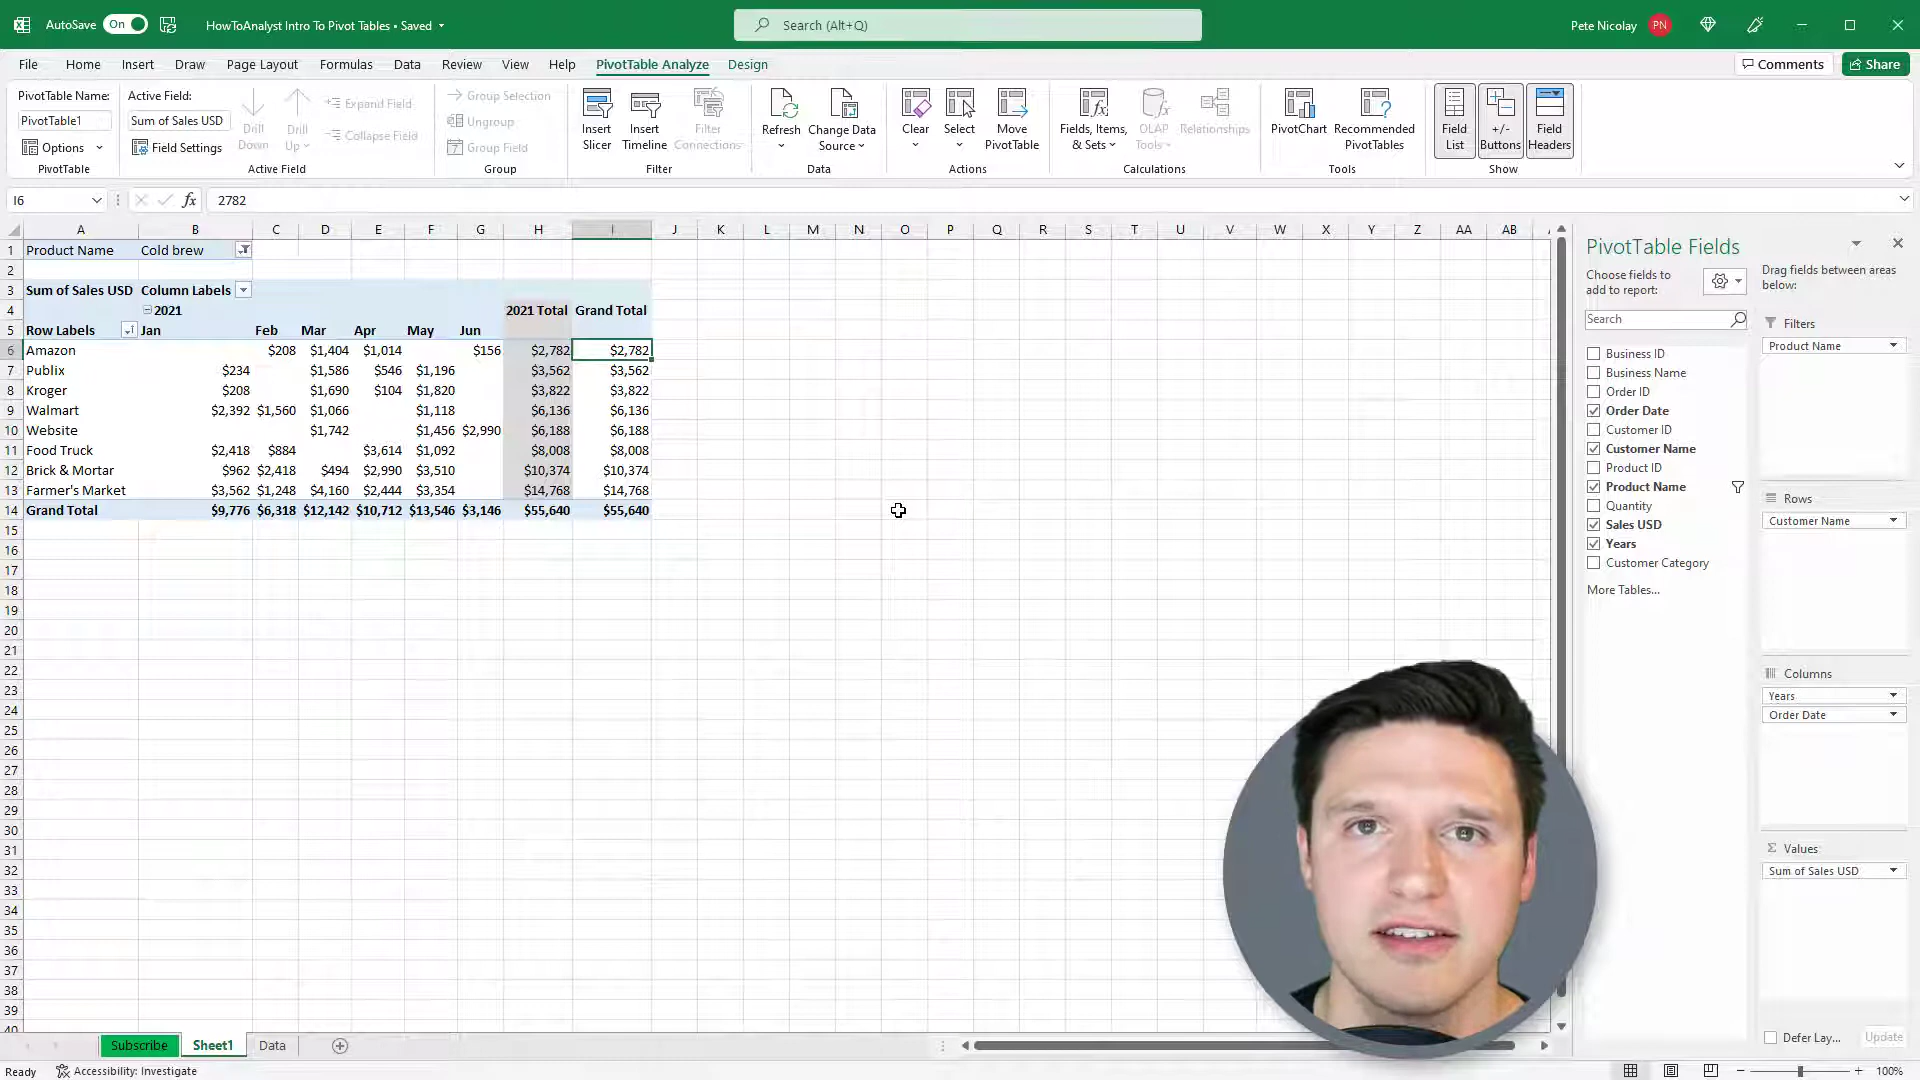 AutoSave On HowToAnalyst Intro To Pivot Tables • Saved Search (Alt+Q) Pete Nicolay PN
File Home Insert Draw Page Layout Formulas Data Review View Help PivotTable Analyze Design Comments Share
PivotTable Name:
PivotTable1
Options
PivotTable
Active Field:
Sum of Sales USD
Field Settings
Drill Down
Drill Up
Expand Field
Collapse Field
Active Field
Group Selection
Ungroup
Group Field
Group
Insert Slicer
Insert Timeline
Filter Connections
Filter
Refresh
Change Data Source
Data
Clear
Select
Move PivotTable
Actions
Fields, Items, & Sets
OLAP Tools
Relationships
Calculations
PivotChart
Recommended PivotTables
Tools
Field List
+/- Buttons
Field Headers
Show
I6 fx 2782
A B C D E F G H I J K L M N O P Q R S T U V W X Y Z AA AB
1 Product Name Cold brew
2
3 Sum of Sales USD Column Labels
4 2021 2021 Total Grand Total
5 Row Labels Jan Feb Mar Apr May Jun
6 Amazon $208 $1,404 $1,014 $156 $2,782 $2,782
7 Publix $234 $1,586 $546 $1,196 $3,562 $3,562
8 Kroger $208 $1,690 $104 $1,820 $3,822 $3,822
9 Walmart $2,392 $1,560 $1,066 $1,118 $6,136 $6,136
10 Website $1,742 $1,456 $2,990 $6,188 $6,188
11 Food Truck $2,418 $884 $3,614 $1,092 $8,008 $8,008
12 Brick & Mortar $962 $2,418 $494 $2,990 $3,510 $10,374 $10,374
13 Farmer's Market $3,562 $1,248 $4,160 $2,444 $3,354 $14,768 $14,768
14 Grand Total $9,776 $6,318 $12,142 $10,712 $13,546 $3,146 $55,640 $55,640
15
16
17
18
19
20
21
22
23
24
25
26
27
28
29
30
31
32
33
34
35
36
37
38
39
40
PivotTable Fields
Choose fields to
add to report:
Search
Business ID
Business Name
Order ID
Order Date
Customer ID
Customer Name
Product ID
Product Name
Quantity
Sales USD
Years
Customer Category
More Tables...
Drag fields between areas
below:
Filters
Product Name
Rows
Customer Name
Columns
Years
Order Date
Σ Values
Sum of Sales USD
Defer Lay... Update
Subscribe Sheet1 Data
Ready Accessibility: Investigate 100%